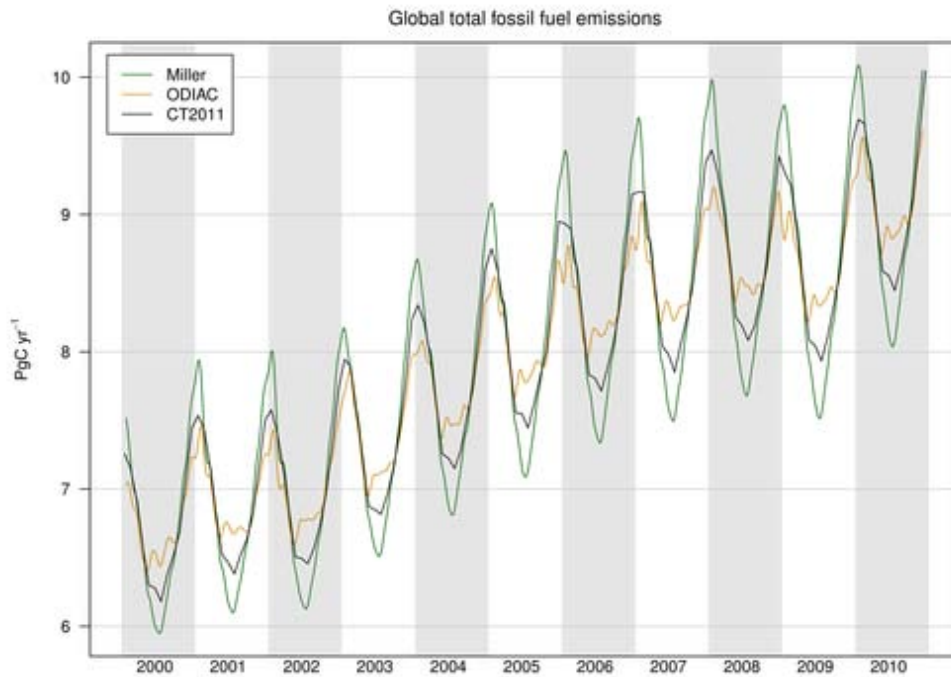 Global total fossil fuel emissions
Miller
ODIAC
CT2011
10
9
8
7
6
PgC yr⁻¹
2000 2001 2002 2003 2004 2005 2006 2007 2008 2009 2010